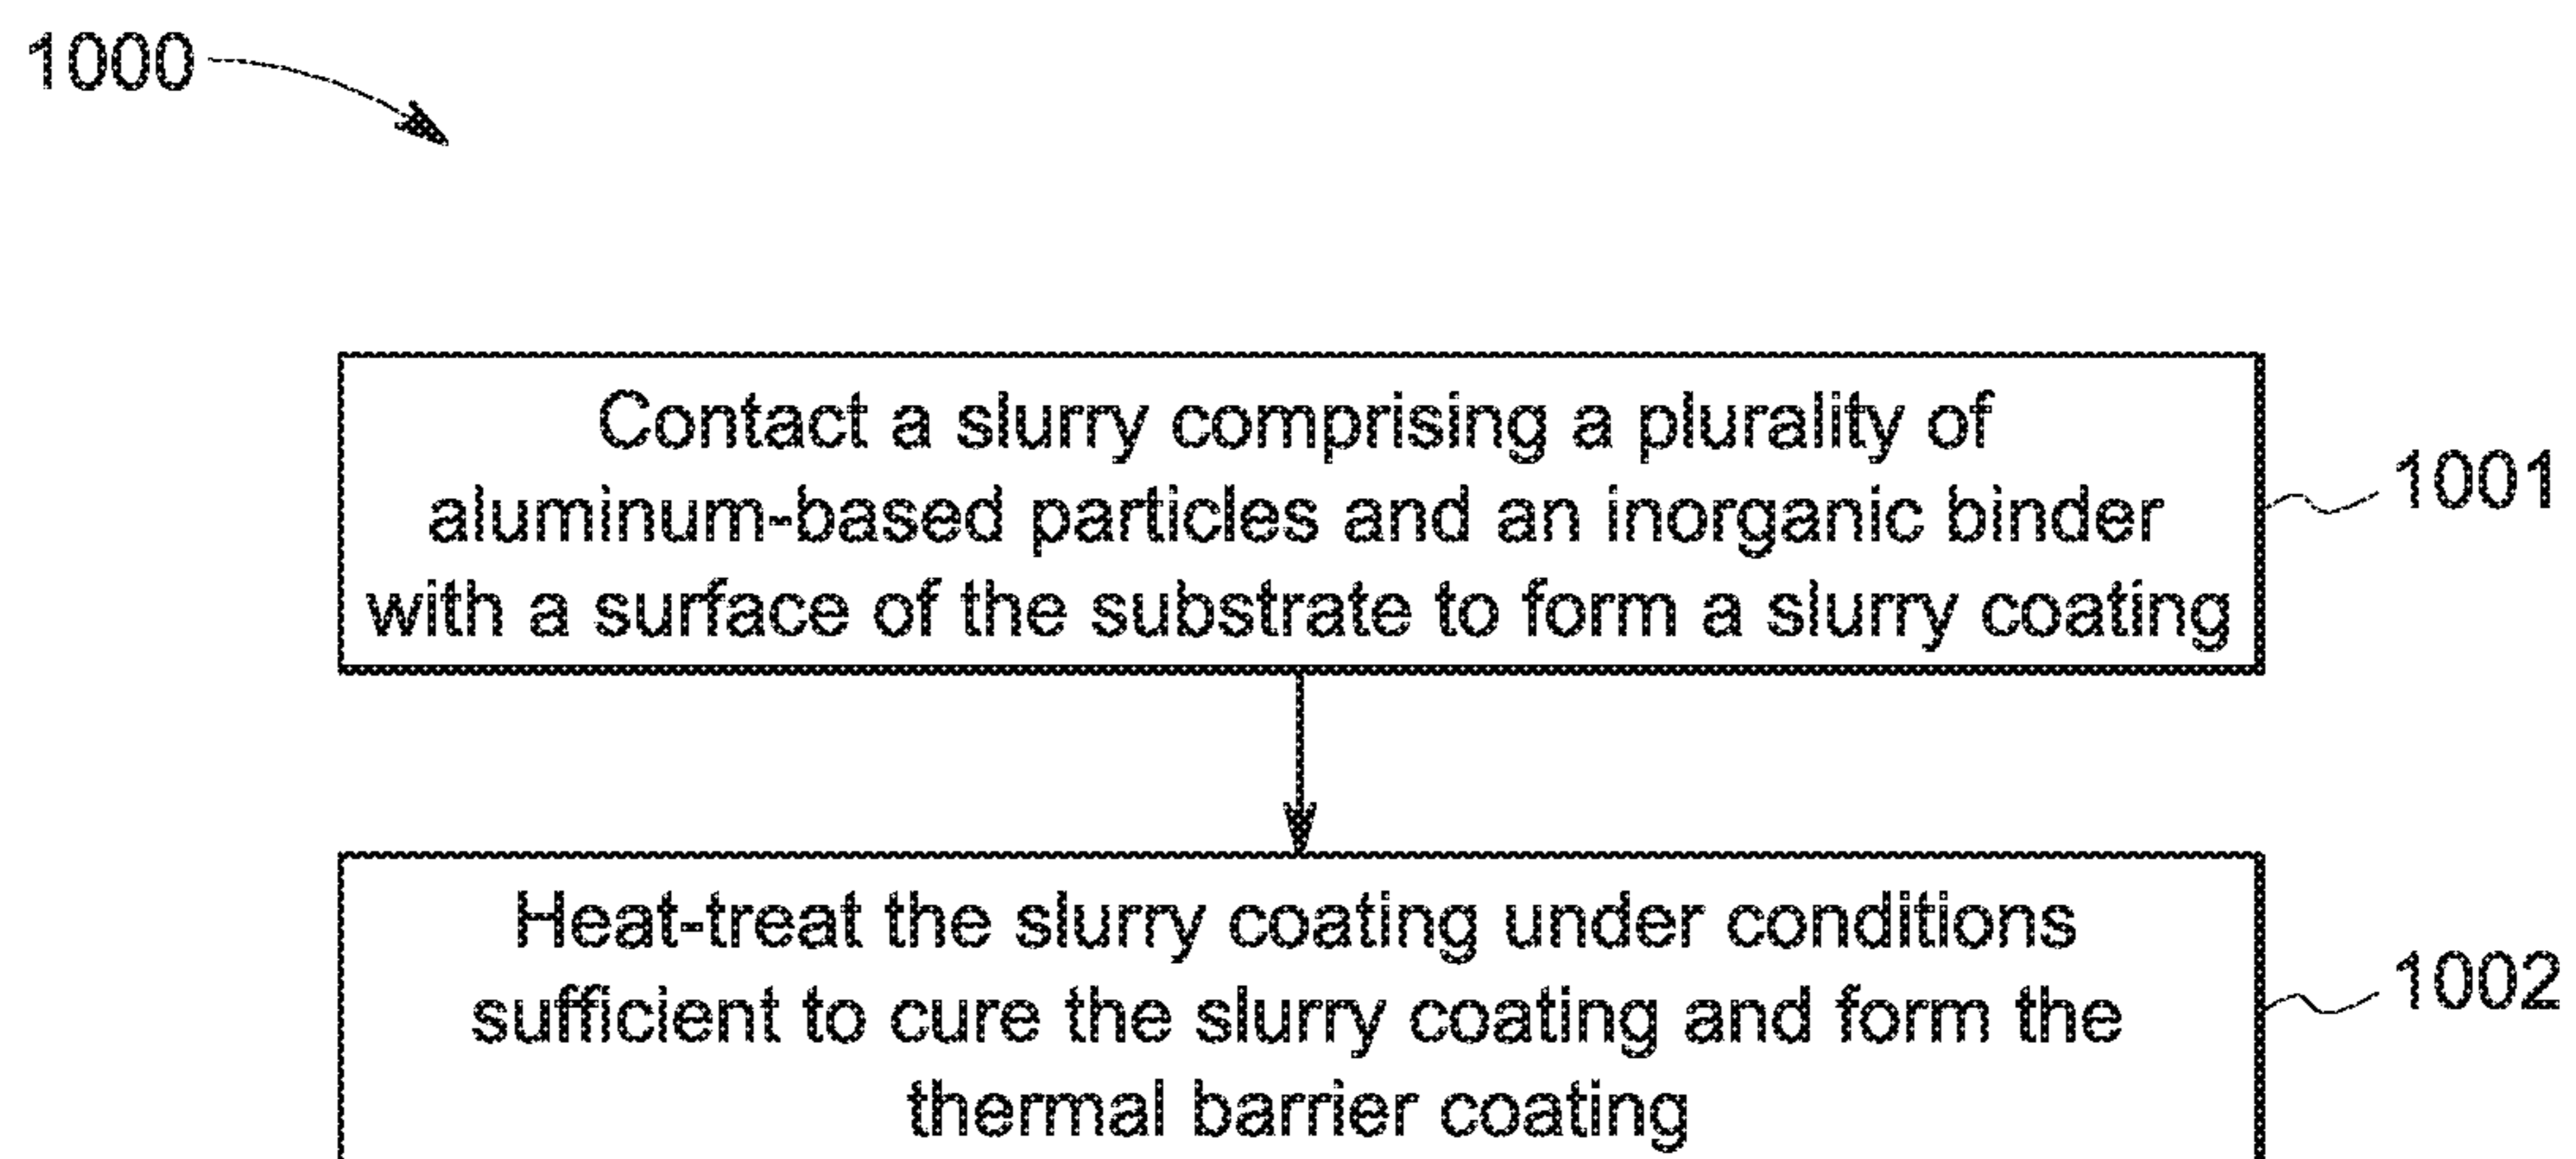 1000
Contact a slurry comprising a plurality of
aluminum-based particles and an inorganic binder
with a surface of the substrate to form a slurry coating
1001
Heat-treat the slurry coating under conditions
sufficient to cure the slurry coating and form the
thermal barrier coating
1002